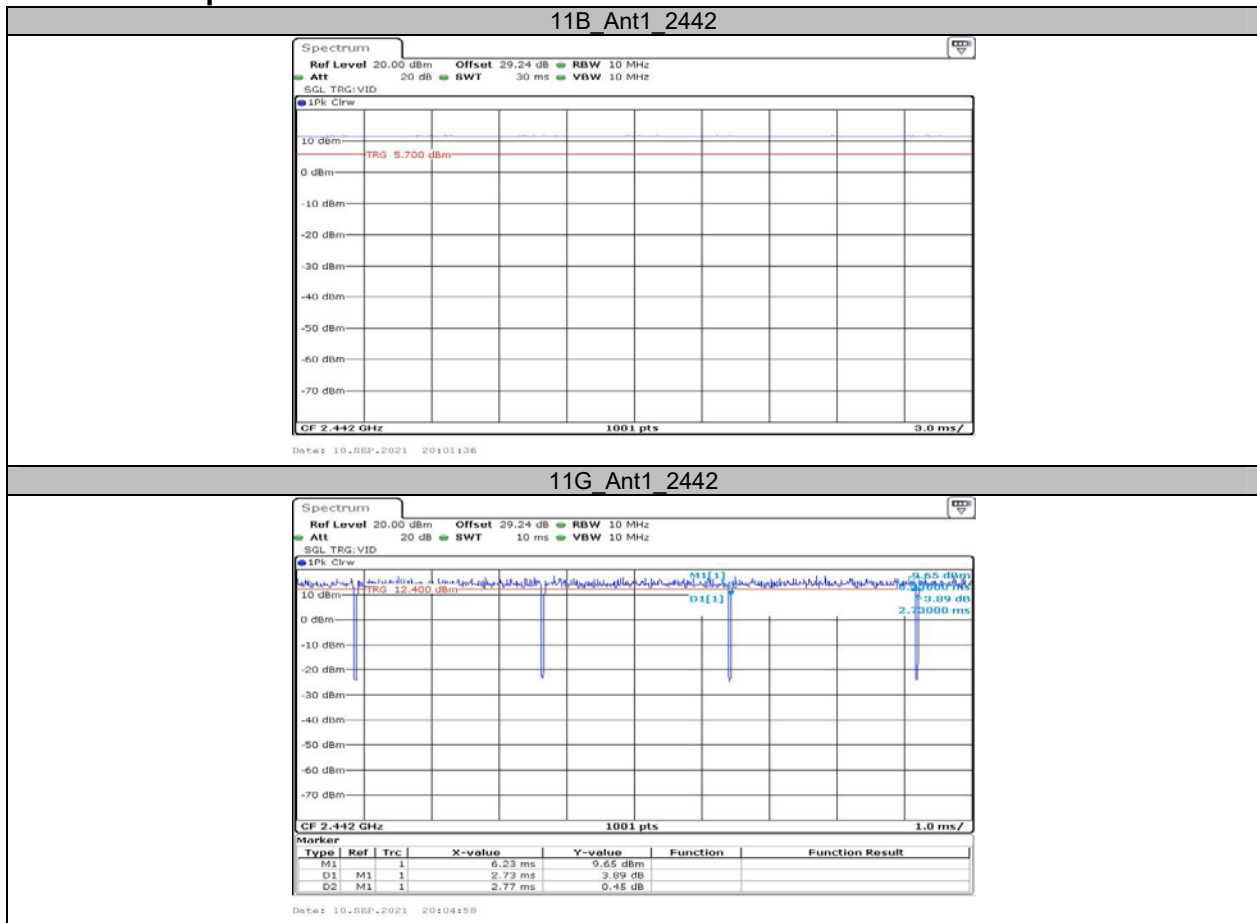 11B_Ant1_2442
Spectrum
Ref Level 20.00 dBm Offset 29.24 dB RBW 10 MHz
Att 20 dB SWT 30 ms VBW 10 MHz
SGL TRG:VID
1Pk Clrw
10 dBm
TRG 5.700 dBm
0 dBm
-10 dBm
-20 dBm
-30 dBm
-40 dBm
-50 dBm
-60 dBm
-70 dBm
CF 2.442 GHz 1001 pts 3.0 ms/
Date: 10.SEP.2021 20:01:36
11G_Ant1_2442
Spectrum
Ref Level 20.00 dBm Offset 29.24 dB RBW 10 MHz
Att 20 dB SWT 10 ms VBW 10 MHz
SGL TRG:VID
1Pk Clrw
M1[1] 9.65 dBm
10 dBm
TRG 12.400 dBm
D1[1] 3.89 dB
2.73000 ms
0 dBm
-10 dBm
-20 dBm
-30 dBm
-40 dBm
-50 dBm
-60 dBm
-70 dBm
CF 2.442 GHz 1001 pts 1.0 ms/
Marker
Type Ref Trc X-value Y-value Function Function Result
M1 1 6.23 ms 9.65 dBm
D1 M1 1 2.73 ms 3.89 dB
D2 M1 1 2.77 ms 0.45 dB
Date: 10.SEP.2021 20:04:58